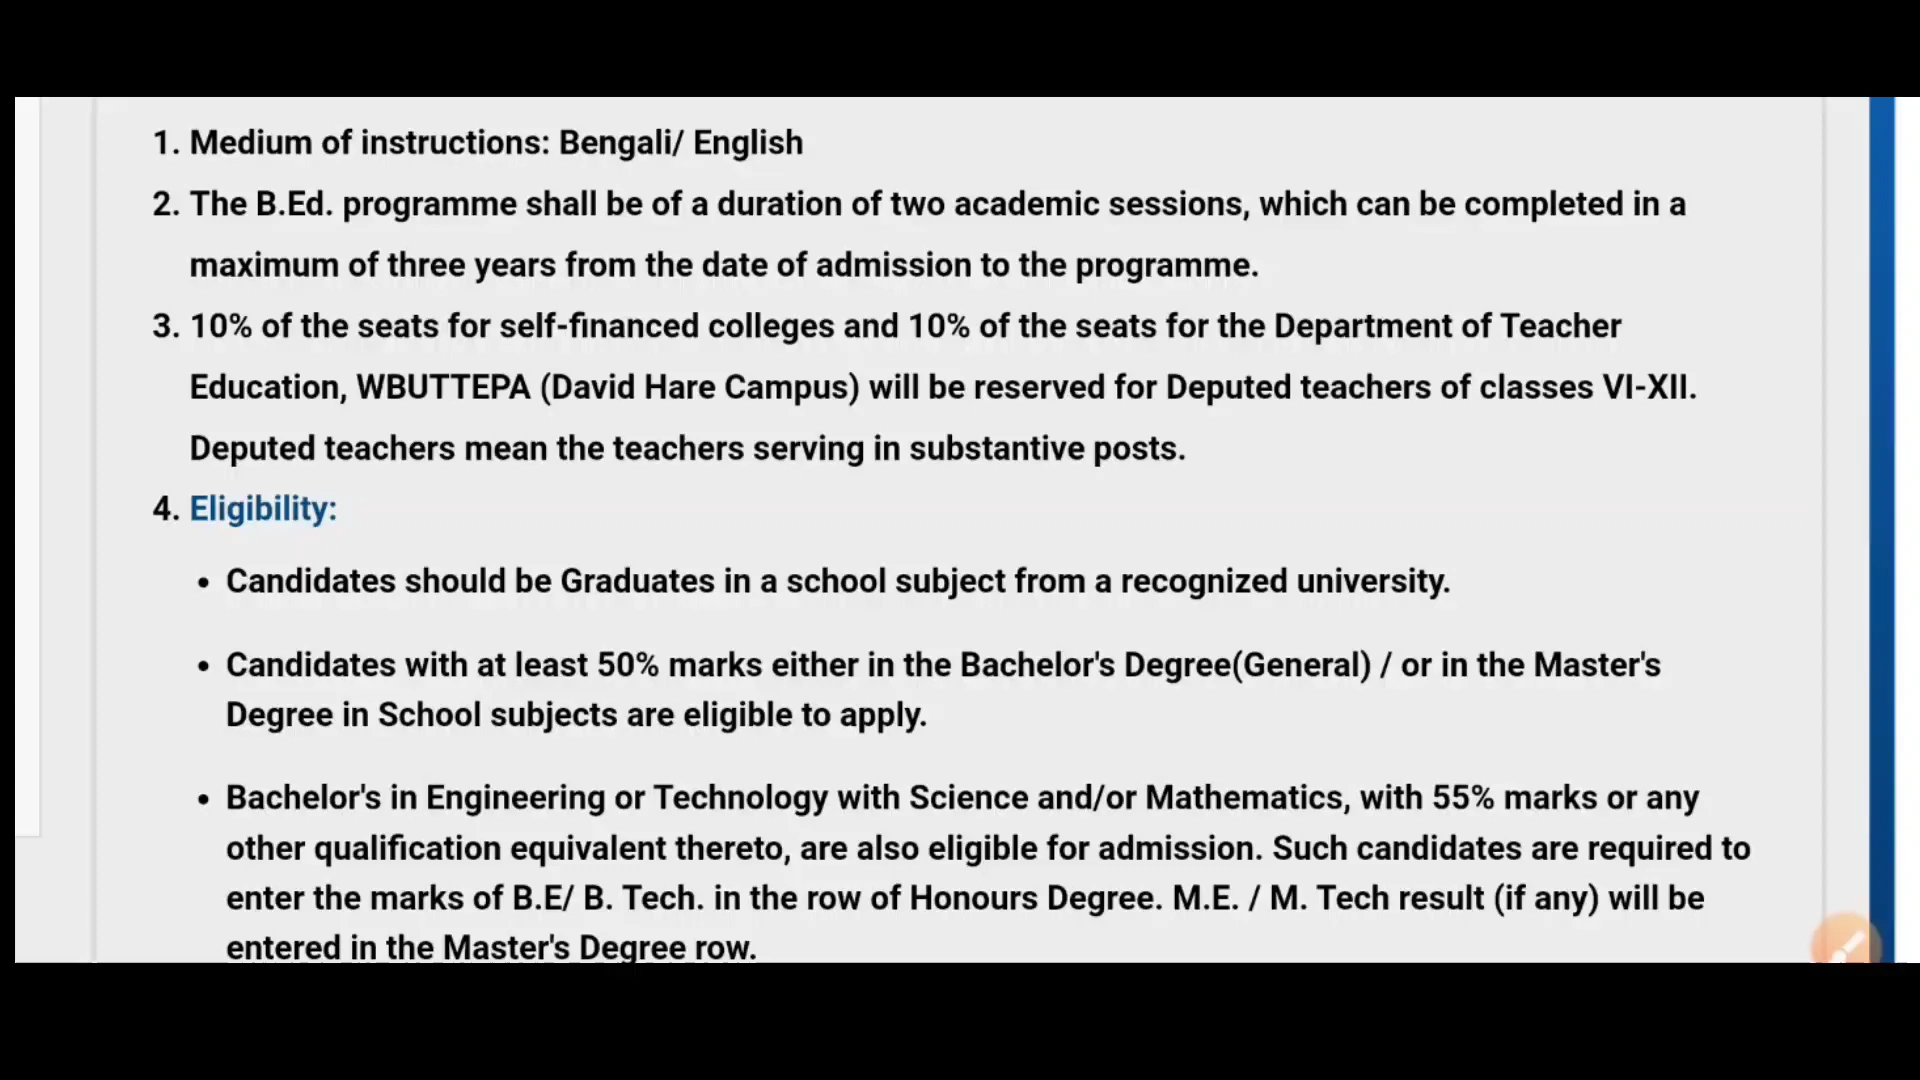 1. Medium of instructions: Bengali/ English
2. The B.Ed. programme shall be of a duration of two academic sessions, which can be completed in a
maximum of three years from the date of admission to the programme.
3. 10% of the seats for self-financed colleges and 10% of the seats for the Department of Teacher
Education, WBUTTEPA (David Hare Campus) will be reserved for Deputed teachers of classes VI-XII.
Deputed teachers mean the teachers serving in substantive posts.
4. Eligibility:
• Candidates should be Graduates in a school subject from a recognized university.
• Candidates with at least 50% marks either in the Bachelor's Degree(General) / or in the Master's
Degree in School subjects are eligible to apply.
• Bachelor's in Engineering or Technology with Science and/or Mathematics, with 55% marks or any
other qualification equivalent thereto, are also eligible for admission. Such candidates are required to
enter the marks of B.E/ B. Tech. in the row of Honours Degree. M.E. / M. Tech result (if any) will be
entered in the Master's Degree row.